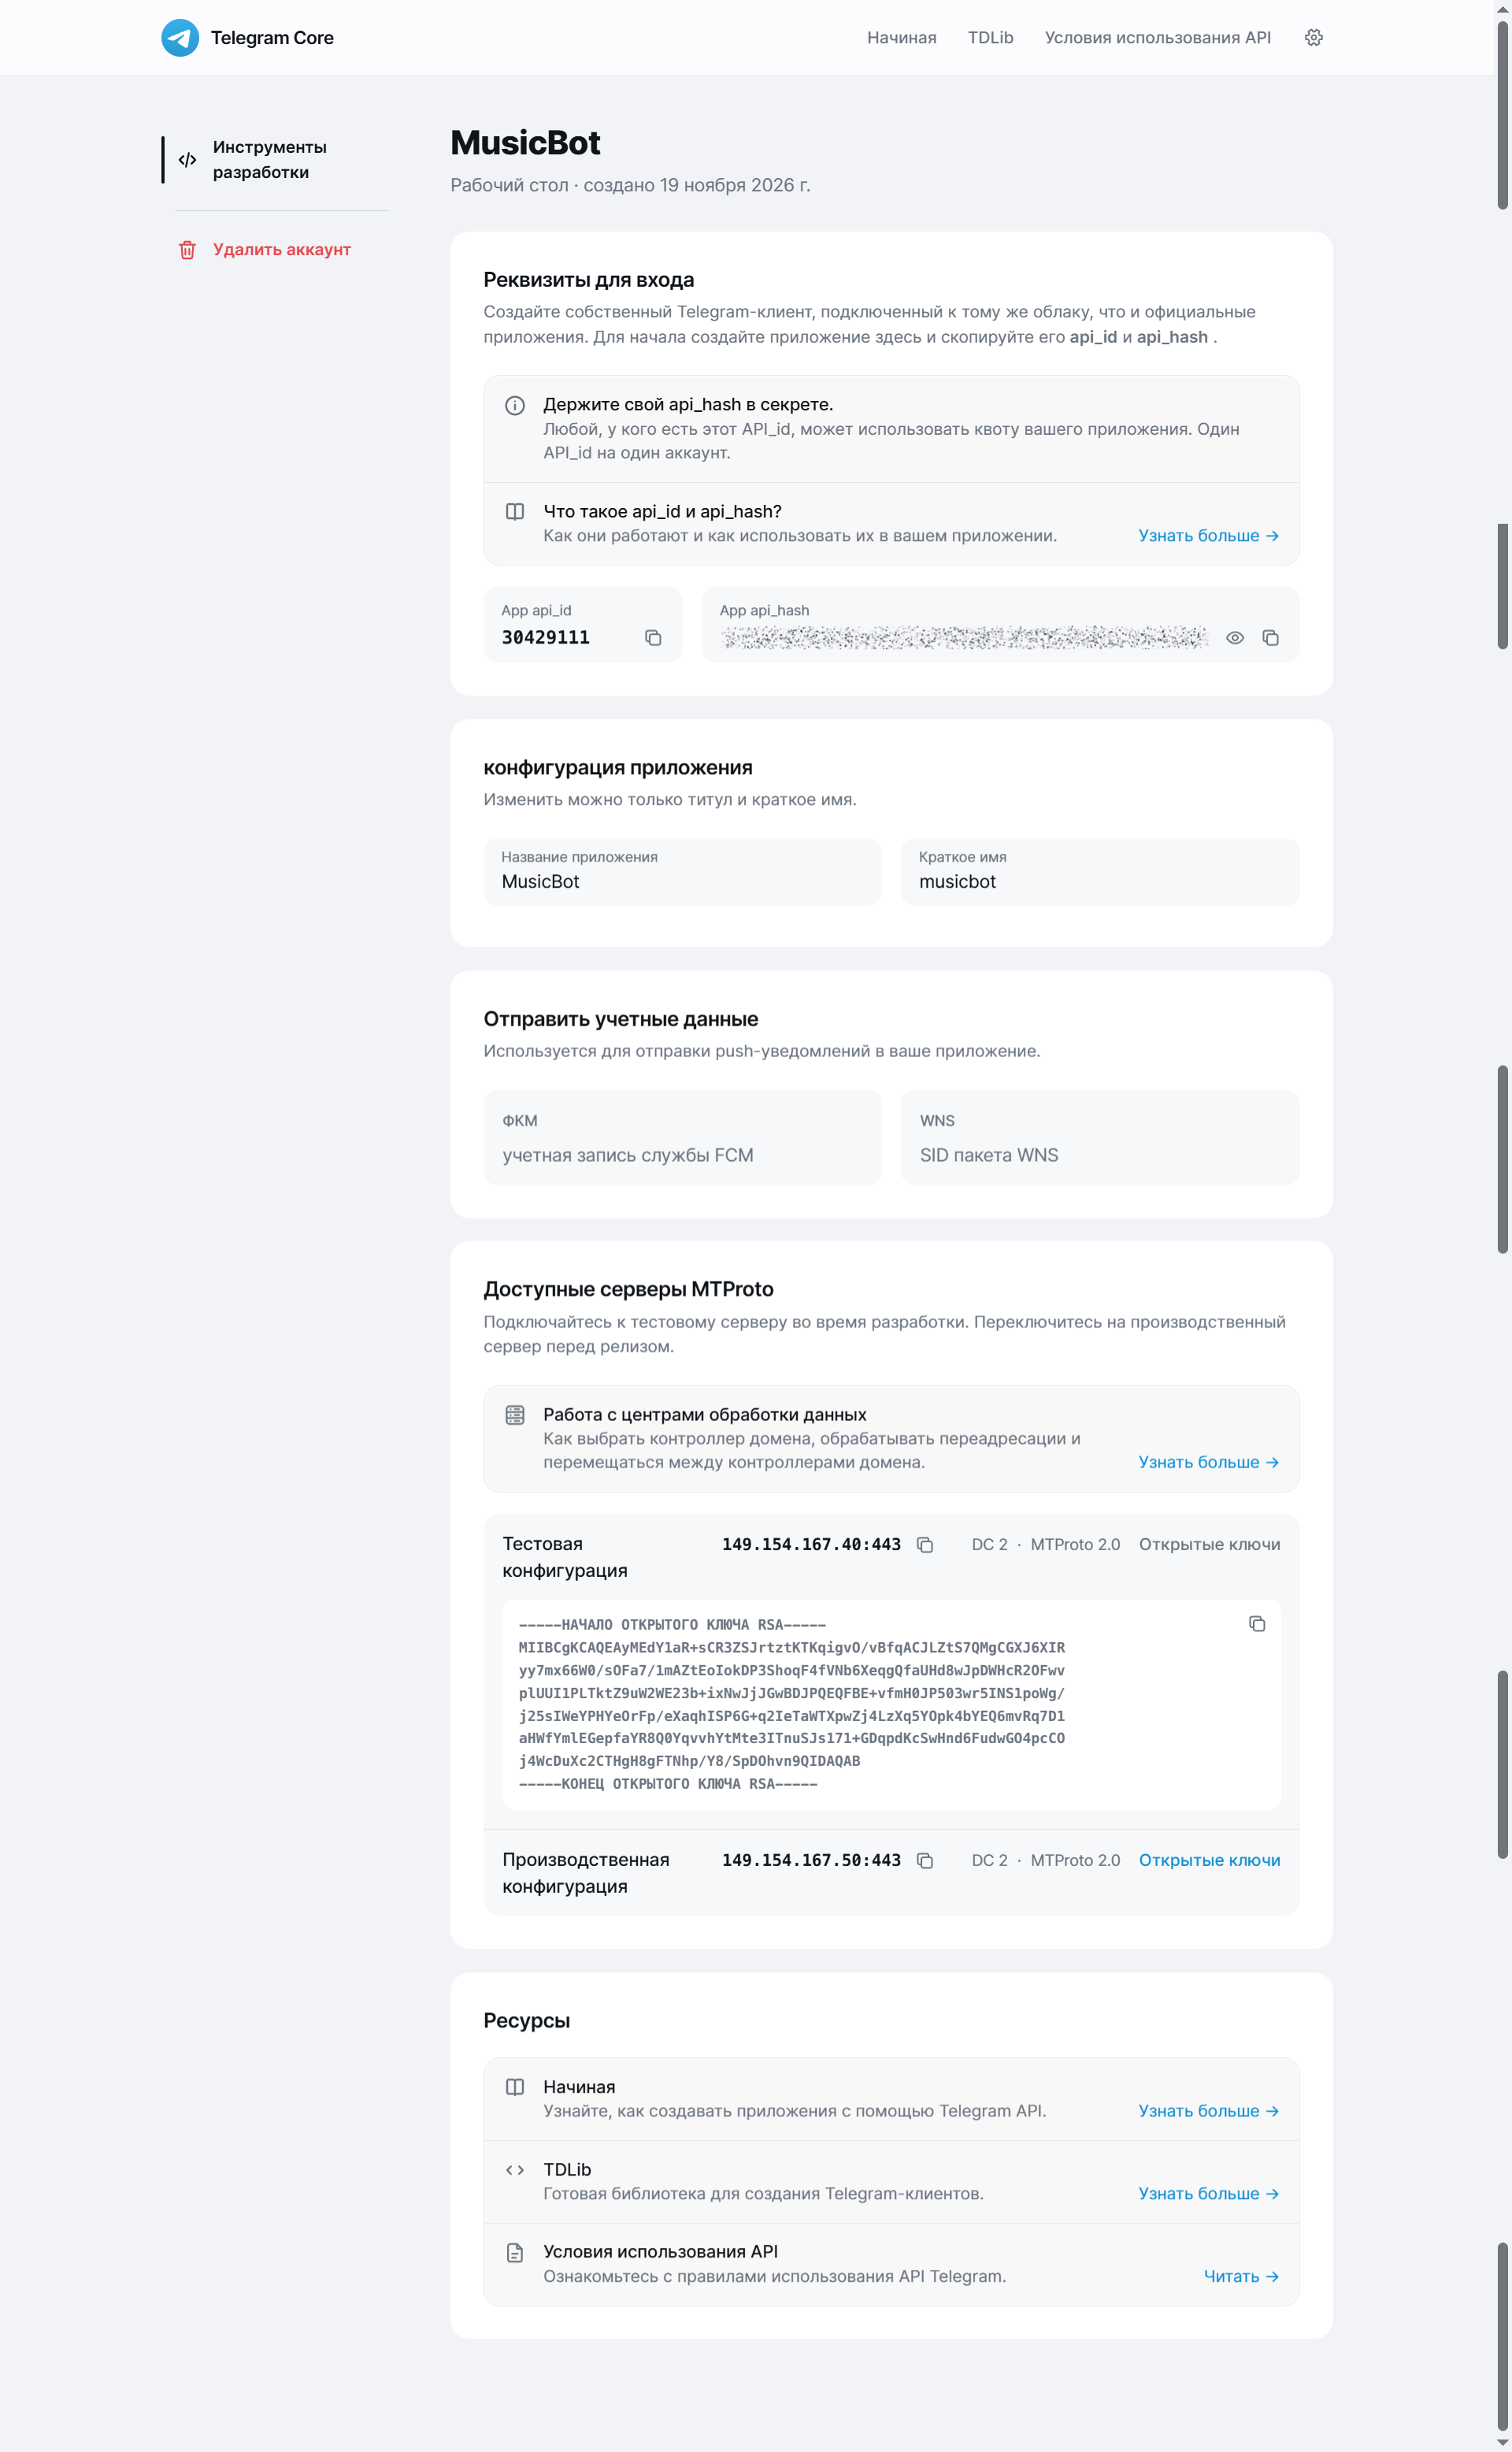 Telegram Core
Начиная
TDLib
Условия использования API
Инструменты
разработки
Удалить аккаунт
MusicBot
Рабочий стол · создано 19 ноября 2026 г.
Реквизиты для входа
Создайте собственный Telegram-клиент, подключенный к тому же облаку, что и официальные
приложения. Для начала создайте приложение здесь и скопируйте его api_id и api_hash .
Держите свой api_hash в секрете.
Любой, у кого есть этот API_id, может использовать квоту вашего приложения. Один
API_id на один аккаунт.
Что такое api_id и api_hash?
Как они работают и как использовать их в вашем приложении.
Узнать больше →
App api_id
30429111
App api_hash
конфигурация приложения
Изменить можно только титул и краткое имя.
Название приложения
MusicBot
Краткое имя
musicbot
Отправить учетные данные
Используется для отправки push-уведомлений в ваше приложение.
ФКМ
учетная запись службы FCM
WNS
SID пакета WNS
Доступные серверы MTProto
Подключайтесь к тестовому серверу во время разработки. Переключитесь на производственный
сервер перед релизом.
Работа с центрами обработки данных
Как выбрать контроллер домена, обрабатывать переадресации и
перемещаться между контроллерами домена.
Узнать больше →
Тестовая
конфигурация
149.154.167.40:443
DC 2 · MTProto 2.0
Открытые ключи
-----НАЧАЛО ОТКРЫТОГО КЛЮЧА RSA-----
MIIBCgKCAQEAyMEdY1aR+sCR3ZSJrtztKTKqigvO/vBfqACJLZtS7QMgCGXJ6XIR
yy7mx66W0/sOFa7/1mAZtEoIokDP3ShoqF4fVNb6XeqgQfaUHd8wJpDWHcR2OFwv
plUUI1PLTktZ9uW2WE23b+ixNwJjJGwBDJPQEQFBE+vfmH0JP503wr5INS1poWg/
j25sIWeYPHYeOrFp/eXaqhISP6G+q2IeTaWTXpwZj4LzXq5YOpk4bYEQ6mvRq7D1
aHWfYmlEGepfaYR8Q0YqvvhYtMte3ITnuSJs171+GDqpdKcSwHnd6FudwGO4pcCO
j4WcDuXc2CTHgH8gFTNhp/Y8/SpDOhvn9QIDAQAB
-----КОНЕЦ ОТКРЫТОГО КЛЮЧА RSA-----
Производственная
конфигурация
149.154.167.50:443
DC 2 · MTProto 2.0
Открытые ключи
Ресурсы
Начиная
Узнайте, как создавать приложения с помощью Telegram API.
Узнать больше →
TDLib
Готовая библиотека для создания Telegram-клиентов.
Узнать больше →
Условия использования API
Ознакомьтесь с правилами использования API Telegram.
Читать →